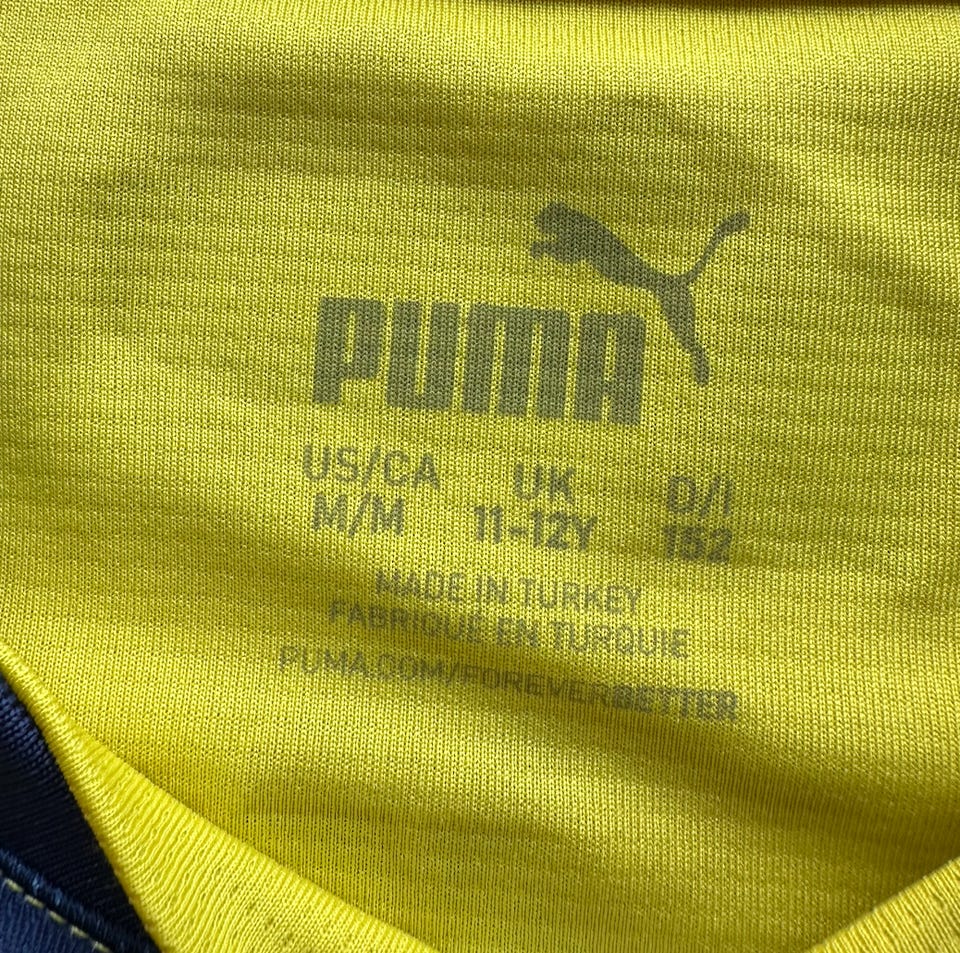 PUMA
US/CA UK D/I
M/M 11-12Y 152
MADE IN TURKEY
FABRIQUÉ EN TURQUIE
PUMA.COM/FOREVERBETTER